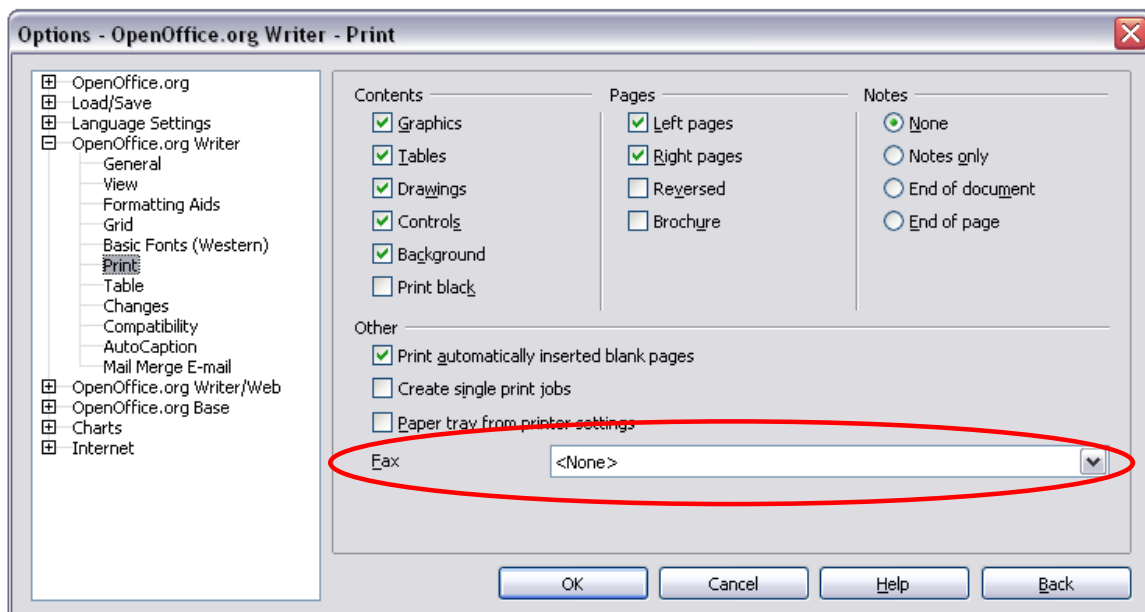 Options - OpenOffice.org Writer - Print
OpenOffice.org
Load/Save
Language Settings
OpenOffice.org Writer
General
View
Formatting Aids
Grid
Basic Fonts (Western)
Print
Table
Changes
Compatibility
AutoCaption
Mail Merge E-mail
OpenOffice.org Writer/Web
OpenOffice.org Base
Charts
Internet
Contents
Graphics
Tables
Drawings
Controls
Background
Print black
Pages
Left pages
Right pages
Reversed
Brochure
Notes
None
Notes only
End of document
End of page
Other
Print automatically inserted blank pages
Create single print jobs
Paper tray from printer settings
Fax
<None>
OK
Cancel
Help
Back